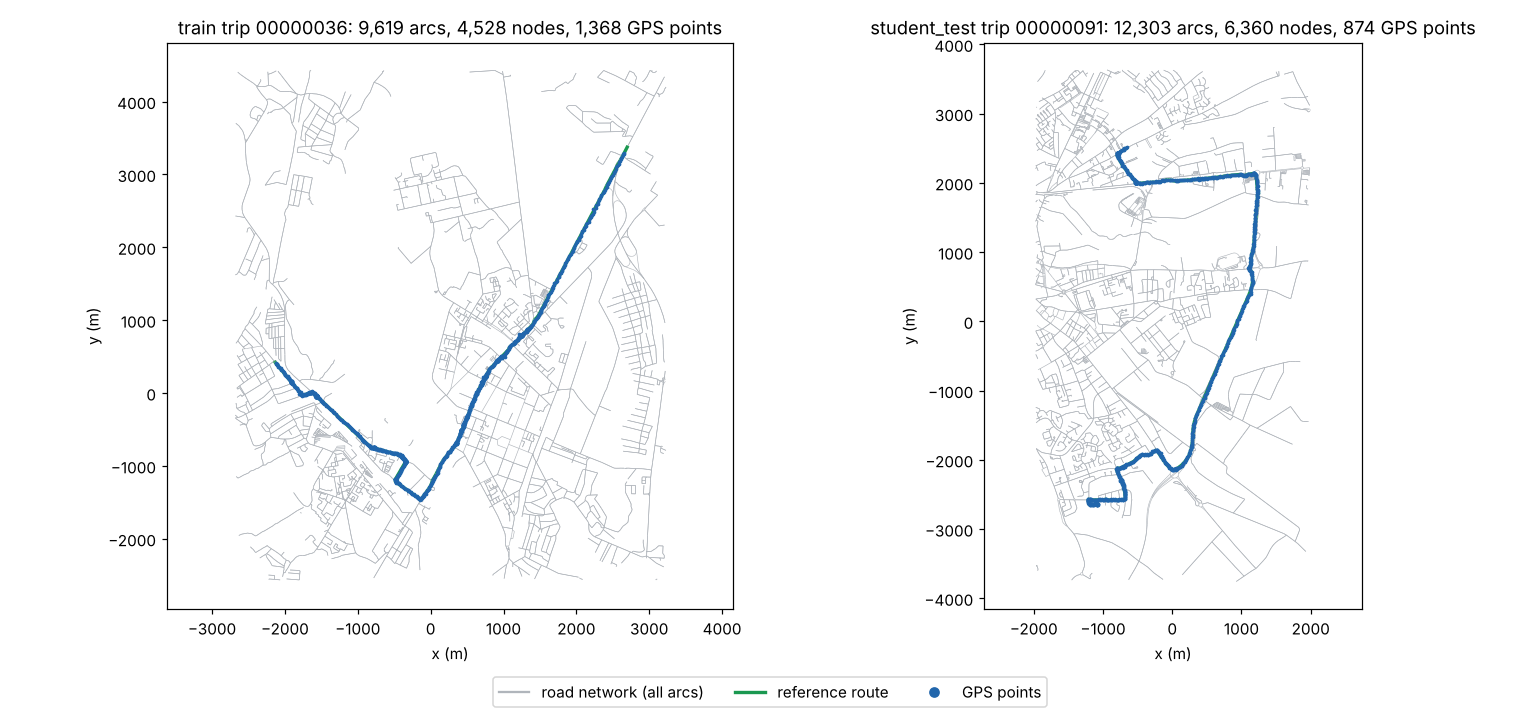 train trip 00000036: 9,619 arcs, 4,528 nodes, 1,368 GPS points
4000
3000
2000
1000
0
−1000
−2000
y (m)
−3000 −2000 −1000 0 1000 2000 3000 4000
x (m)
student_test trip 00000091: 12,303 arcs, 6,360 nodes, 874 GPS points
4000
3000
2000
1000
0
−1000
−2000
−3000
−4000
y (m)
−2000 −1000 0 1000 2000
x (m)
road network (all arcs) reference route GPS points